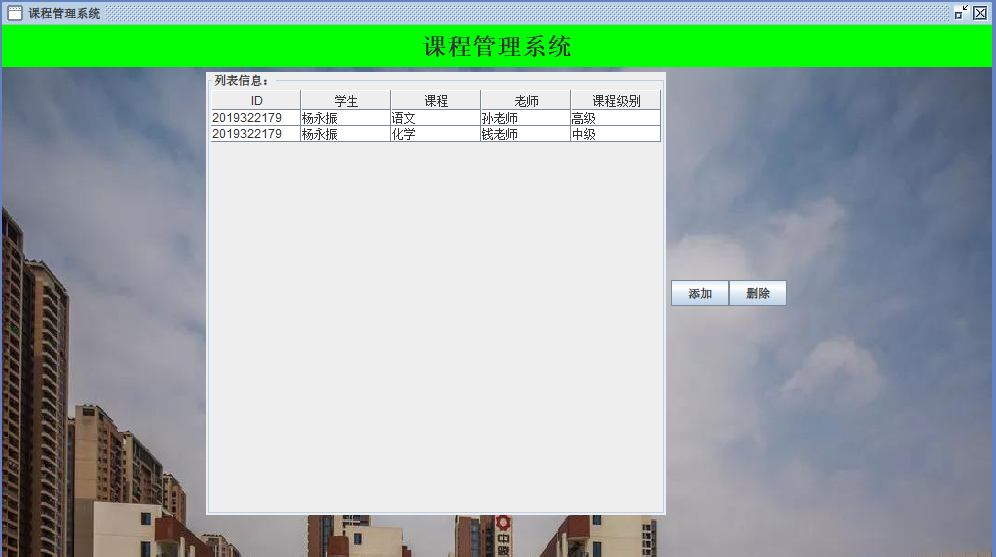 课程管理系统
课程管理系统
列表信息：
ID 学生 课程 老师 课程级别
2019322179 杨永振 语文 孙老师 高级
2019322179 杨永振 化学 钱老师 中级
添加 删除